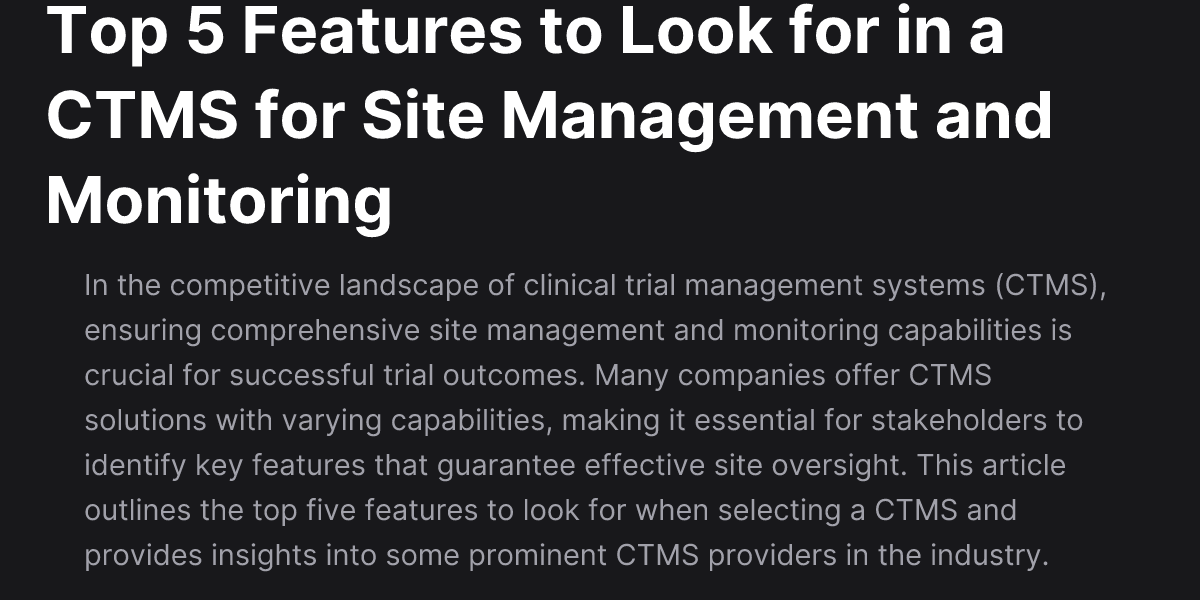 Top 5 Features to Look for in a
CTMS for Site Management and
Monitoring
In the competitive landscape of clinical trial management systems (CTMS),
ensuring comprehensive site management and monitoring capabilities is
crucial for successful trial outcomes. Many companies offer CTMS
solutions with varying capabilities, making it essential for stakeholders to
identify key features that guarantee effective site oversight. This article
outlines the top five features to look for when selecting a CTMS and
provides insights into some prominent CTMS providers in the industry.